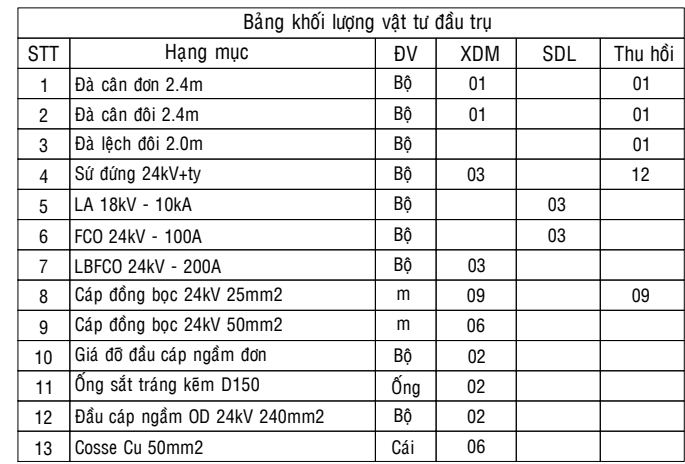 Bảng khối lượng vật tư đầu trụ
STT Hạng mục ĐV XDM SDL Thu hồi
1 Đà cân đơn 2.4m Bộ 01 01
2 Đà cân đôi 2.4m Bộ 01 01
3 Đà lệch đôi 2.0m Bộ 01
4 Sứ đứng 24kV+ty Bộ 03 12
5 LA 18kV - 10kA Bộ 03
6 FCO 24kV - 100A Bộ 03
7 LBFCO 24kV - 200A Bộ 03
8 Cáp đồng bọc 24kV 25mm2 m 09 09
9 Cáp đồng bọc 24kV 50mm2 m 06
10 Giá đỡ đầu cáp ngầm đơn Bộ 02
11 Ống sắt tráng kẽm D150 Ống 02
12 Đầu cáp ngầm OD 24kV 240mm2 Bộ 02
13 Cosse Cu 50mm2 Cái 06